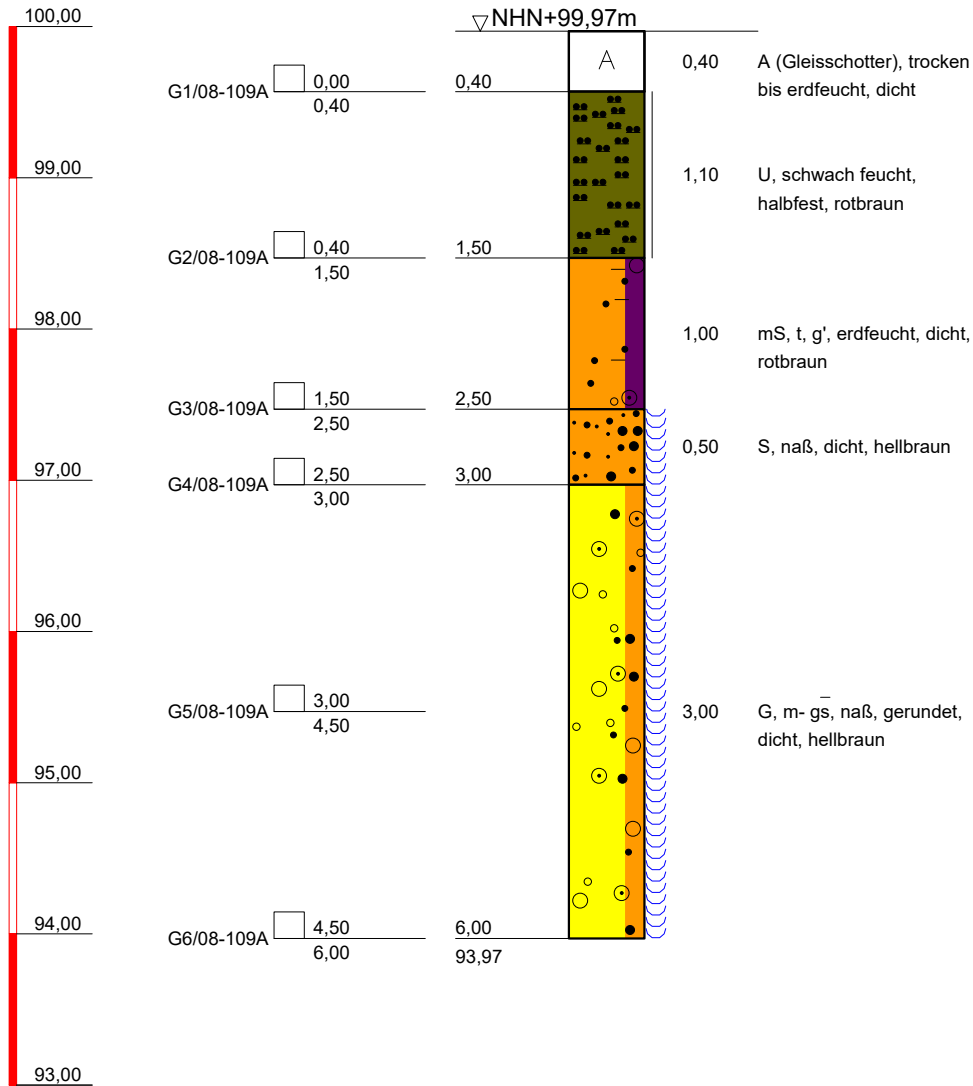 100,00
NHN+99,97m
A
0,40
A (Gleisschotter), trocken
bis erdfeucht, dicht
G1/08-109A
0,00
0,40
0,40
99,00
1,10
U, schwach feucht,
halbfest, rotbraun
G2/08-109A
0,40
1,50
1,50
98,00
1,00
mS, t, g', erdfeucht, dicht,
rotbraun
G3/08-109A
1,50
2,50
2,50
0,50
S, naß, dicht, hellbraun
97,00
G4/08-109A
2,50
3,00
3,00
96,00
G5/08-109A
3,00
4,50
3,00
G, m- gs̅, naß, gerundet,
dicht, hellbraun
95,00
94,00
G6/08-109A
4,50
6,00
6,00
93,97
93,00